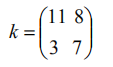 k = (11 8
3 7)